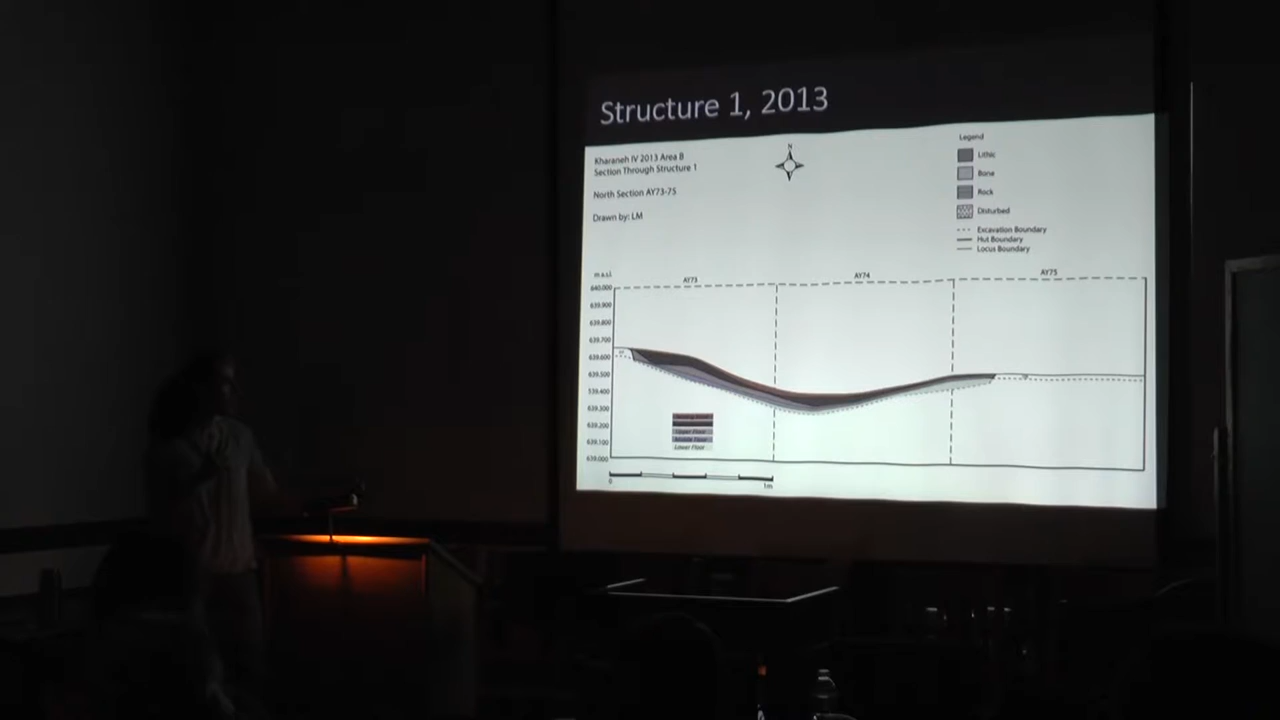 Structure 1, 2013
Kharaneh IV 2013 Area B
Section Through Structure 1
North Section AY73-75
Drawn by: LM
N
Legend
Lithic
Bone
Rock
Disturbed
Excavation Boundary
Hut Boundary
Locus Boundary
m a.s.l.
AY73
AY74
AY75
640.000
639.900
639.800
639.700
639.600
639.500
639.400
639.300
639.200
639.100
639.000
Upper Floor
Middle Floor
Lower Floor
0
1m